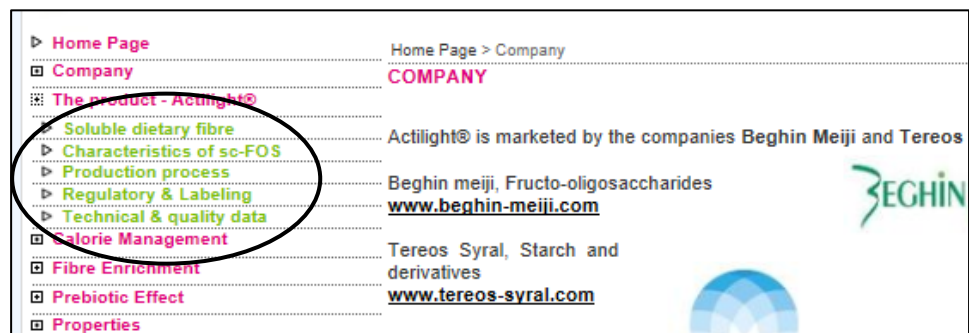 Home Page
Company
The product - Actilight®
Soluble dietary fibre
Characteristics of sc-FOS
Production process
Regulatory & Labeling
Technical & quality data
Calorie Management
Fibre Enrichment
Prebiotic Effect
Properties
Home Page > Company
COMPANY
Actilight® is marketed by the companies Beghin Meiji and Tereos
Beghin meiji, Fructo-oligosaccharides
www.beghin-meiji.com
BEGHIN
Tereos Syral, Starch and
derivatives
www.tereos-syral.com